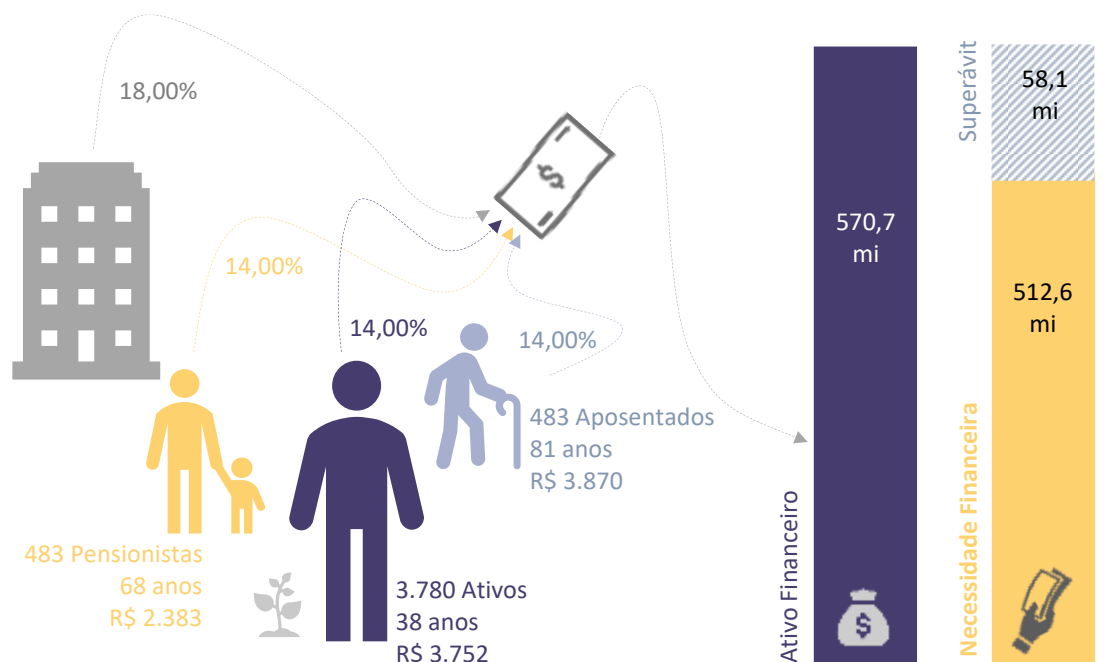 18,00%
14,00%
14,00%
14,00%
$
483 Aposentados
81 anos
R$ 3.870
483 Pensionistas
68 anos
R$ 2.383
3.780 Ativos
38 anos
R$ 3.752
Ativo Financeiro
570,7
mi
$
Superávit
58,1
mi
Necessidade Financeira
512,6
mi